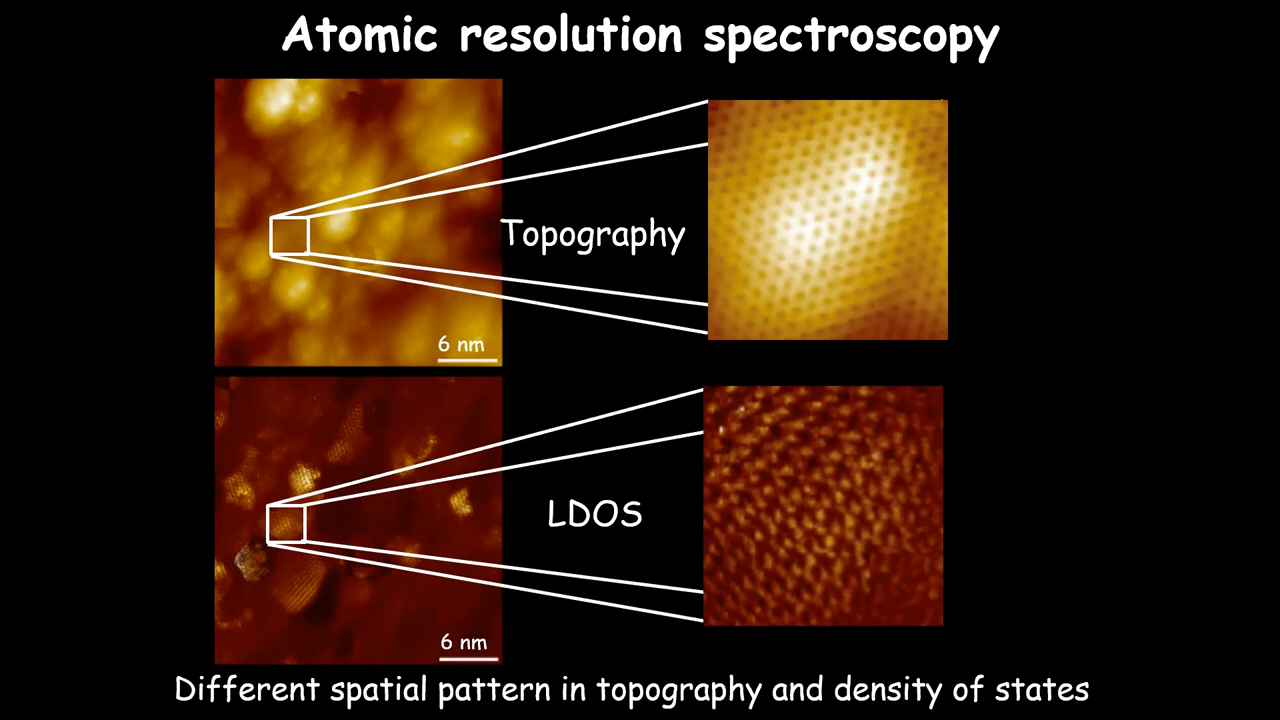 Atomic resolution spectroscopy
Topography
6 nm
LDOS
6 nm
Different spatial pattern in topography and density of states